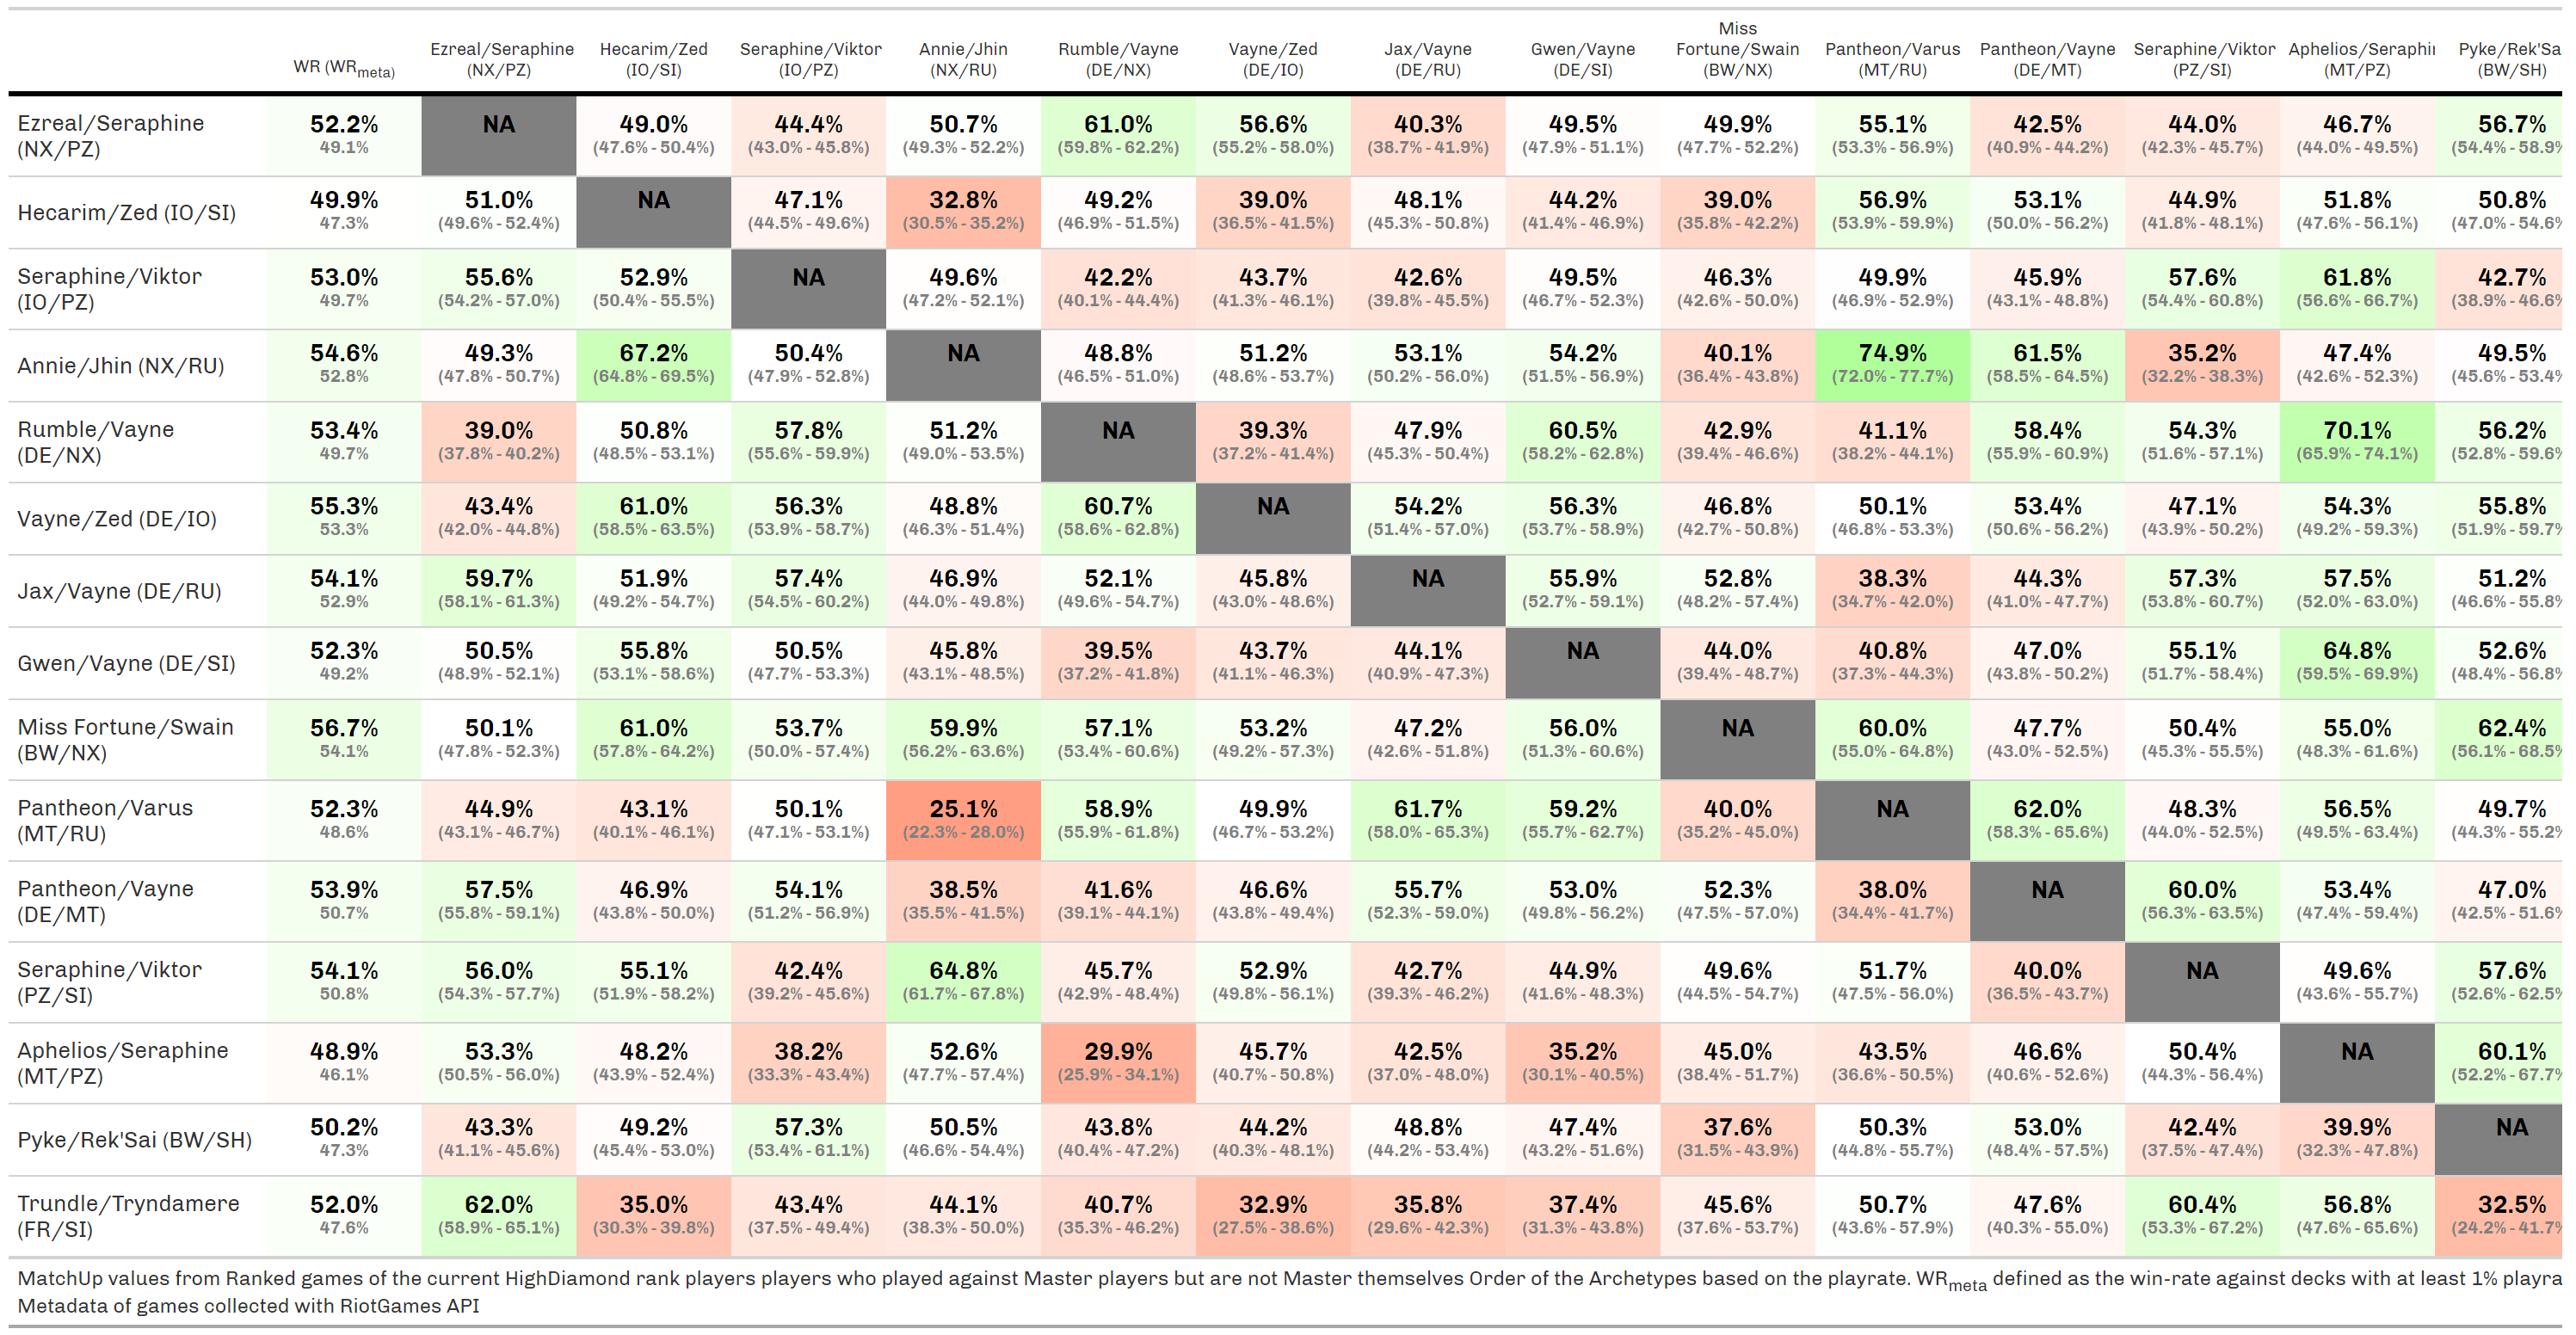 WR (WRmeta) Ezreal/Seraphine (NX/PZ) Hecarim/Zed (IO/SI) Seraphine/Viktor (IO/PZ) Annie/Jhin (NX/RU) Rumble/Vayne (DE/NX) Vayne/Zed (DE/IO) Jax/Vayne (DE/RU) Gwen/Vayne (DE/SI) Miss Fortune/Swain (BW/NX) Pantheon/Varus (MT/RU) Pantheon/Vayne (DE/MT) Seraphine/Viktor (PZ/SI) Aphelios/Seraphin (MT/PZ) Pyke/Rek'Sa (BW/SH)
Ezreal/Seraphine 52.2% NA 49.0% 44.4% 50.7% 61.0% 56.6% 40.3% 49.5% 49.9% 55.1% 42.5% 44.0% 46.7% 56.7%
(NX/PZ) 49.1% (47.6% - 50.4%) (43.0% - 45.8%) (49.3% - 52.2%) (59.8% - 62.2%) (55.2% - 58.0%) (38.7% - 41.9%) (47.9% - 51.1%) (47.7% - 52.2%) (53.3% - 56.9%) (40.9% - 44.2%) (42.3% - 45.7%) (44.0% - 49.5%) (54.4% - 58.9%
Hecarim/Zed (IO/SI) 49.9% 51.0% NA 47.1% 32.8% 49.2% 39.0% 48.1% 44.2% 39.0% 56.9% 53.1% 44.9% 51.8% 50.8%
47.3% (49.6% - 52.4%) (44.5% - 49.6%) (30.5% - 35.2%) (46.9% - 51.5%) (36.5% - 41.5%) (45.3% - 50.8%) (41.4% - 46.9%) (35.8% - 42.2%) (53.9% - 59.9%) (50.0% - 56.2%) (41.8% - 48.1%) (47.6% - 56.1%) (47.0% - 54.6%
Seraphine/Viktor 53.0% 55.6% 52.9% NA 49.6% 42.2% 43.7% 42.6% 49.5% 46.3% 49.9% 45.9% 57.6% 61.8% 42.7%
(IO/PZ) 49.7% (54.2% - 57.0%) (50.4% - 55.5%) (47.2% - 52.1%) (40.1% - 44.4%) (41.3% - 46.1%) (39.8% - 45.5%) (46.7% - 52.3%) (42.6% - 50.0%) (46.9% - 52.9%) (43.1% - 48.8%) (54.4% - 60.8%) (56.6% - 66.7%) (38.9% - 46.6%
Annie/Jhin (NX/RU) 54.6% 49.3% 67.2% 50.4% NA 48.8% 51.2% 53.1% 54.2% 40.1% 74.9% 61.5% 35.2% 47.4% 49.5%
52.8% (47.8% - 50.7%) (64.8% - 69.5%) (47.9% - 52.8%) (46.5% - 51.0%) (48.6% - 53.7%) (50.2% - 56.0%) (51.5% - 56.9%) (36.4% - 43.8%) (72.0% - 77.7%) (58.5% - 64.5%) (32.2% - 38.3%) (42.6% - 52.3%) (45.6% - 53.4%
Rumble/Vayne 53.4% 39.0% 50.8% 57.8% 51.2% NA 39.3% 47.9% 60.5% 42.9% 41.1% 58.4% 54.3% 70.1% 56.2%
(DE/NX) 49.7% (37.8% - 40.2%) (48.5% - 53.1%) (55.6% - 59.9%) (49.0% - 53.5%) (37.2% - 41.4%) (45.3% - 50.4%) (58.2% - 62.8%) (39.4% - 46.6%) (38.2% - 44.1%) (55.9% - 60.9%) (51.6% - 57.1%) (65.9% - 74.1%) (52.8% - 59.6%
Vayne/Zed (DE/IO) 55.3% 43.4% 61.0% 56.3% 48.8% 60.7% NA 54.2% 56.3% 46.8% 50.1% 53.4% 47.1% 54.3% 55.8%
53.3% (42.0% - 44.8%) (58.5% - 63.5%) (53.9% - 58.7%) (46.3% - 51.4%) (58.6% - 62.8%) (51.4% - 57.0%) (53.7% - 58.9%) (42.7% - 50.8%) (46.8% - 53.3%) (50.6% - 56.2%) (43.9% - 50.2%) (49.2% - 59.3%) (51.9% - 59.7%
Jax/Vayne (DE/RU) 54.1% 59.7% 51.9% 57.4% 46.9% 52.1% 45.8% NA 55.9% 52.8% 38.3% 44.3% 57.3% 57.5% 51.2%
52.9% (58.1% - 61.3%) (49.2% - 54.7%) (54.5% - 60.2%) (44.0% - 49.8%) (49.6% - 54.7%) (43.0% - 48.6%) (52.7% - 59.1%) (48.2% - 57.4%) (34.7% - 42.0%) (41.0% - 47.7%) (53.8% - 60.7%) (52.0% - 63.0%) (46.6% - 55.8%
Gwen/Vayne (DE/SI) 52.3% 50.5% 55.8% 50.5% 45.8% 39.5% 43.7% 44.1% NA 44.0% 40.8% 47.0% 55.1% 64.8% 52.6%
49.2% (48.9% - 52.1%) (53.1% - 58.6%) (47.7% - 53.3%) (43.1% - 48.5%) (37.2% - 41.8%) (41.1% - 46.3%) (40.9% - 47.3%) (39.4% - 48.7%) (37.3% - 44.3%) (43.8% - 50.2%) (51.7% - 58.4%) (59.5% - 69.9%) (48.4% - 56.8%
Miss Fortune/Swain 56.7% 50.1% 61.0% 53.7% 59.9% 57.1% 53.2% 47.2% 56.0% NA 60.0% 47.7% 50.4% 55.0% 62.4%
(BW/NX) 54.1% (47.8% - 52.3%) (57.8% - 64.2%) (50.0% - 57.4%) (56.2% - 63.6%) (53.4% - 60.6%) (49.2% - 57.3%) (42.6% - 51.8%) (51.3% - 60.6%) (55.0% - 64.8%) (43.0% - 52.5%) (45.3% - 55.5%) (48.3% - 61.6%) (56.1% - 68.5%
Pantheon/Varus 52.3% 44.9% 43.1% 50.1% 25.1% 58.9% 49.9% 61.7% 59.2% 40.0% NA 62.0% 48.3% 56.5% 49.7%
(MT/RU) 48.6% (43.1% - 46.7%) (40.1% - 46.1%) (47.1% - 53.1%) (22.3% - 28.0%) (55.9% - 61.8%) (46.7% - 53.2%) (58.0% - 65.3%) (55.7% - 62.7%) (35.2% - 45.0%) (58.3% - 65.6%) (44.0% - 52.5%) (49.5% - 63.4%) (44.3% - 55.2%
Pantheon/Vayne 53.9% 57.5% 46.9% 54.1% 38.5% 41.6% 46.6% 55.7% 53.0% 52.3% 38.0% NA 60.0% 53.4% 47.0%
(DE/MT) 50.7% (55.8% - 59.1%) (43.8% - 50.0%) (51.2% - 56.9%) (35.5% - 41.5%) (39.1% - 44.1%) (43.8% - 49.4%) (52.3% - 59.0%) (49.8% - 56.2%) (47.5% - 57.0%) (34.4% - 41.7%) (56.3% - 63.5%) (47.4% - 59.4%) (42.5% - 51.6%
Seraphine/Viktor 54.1% 56.0% 55.1% 42.4% 64.8% 45.7% 52.9% 42.7% 44.9% 49.6% 51.7% 40.0% NA 49.6% 57.6%
(PZ/SI) 50.8% (54.3% - 57.7%) (51.9% - 58.2%) (39.2% - 45.6%) (61.7% - 67.8%) (42.9% - 48.4%) (49.8% - 56.1%) (39.3% - 46.2%) (41.6% - 48.3%) (44.5% - 54.7%) (47.5% - 56.0%) (36.5% - 43.7%) (43.6% - 55.7%) (52.6% - 62.5%
Aphelios/Seraphine 48.9% 53.3% 48.2% 38.2% 52.6% 29.9% 45.7% 42.5% 35.2% 45.0% 43.5% 46.6% 50.4% NA 60.1%
(MT/PZ) 46.1% (50.5% - 56.0%) (43.9% - 52.4%) (33.3% - 43.4%) (47.7% - 57.4%) (25.9% - 34.1%) (40.7% - 50.8%) (37.0% - 48.0%) (30.1% - 40.5%) (38.4% - 51.7%) (36.6% - 50.5%) (40.6% - 52.6%) (44.3% - 56.4%) (52.2% - 67.7%
Pyke/Rek'Sai (BW/SH) 50.2% 43.3% 49.2% 57.3% 50.5% 43.8% 44.2% 48.8% 47.4% 37.6% 50.3% 53.0% 42.4% 39.9% NA
47.3% (41.1% - 45.6%) (45.4% - 53.0%) (53.4% - 61.1%) (46.6% - 54.4%) (40.4% - 47.2%) (40.3% - 48.1%) (44.2% - 53.4%) (43.2% - 51.6%) (31.5% - 43.9%) (44.8% - 55.7%) (48.4% - 57.5%) (37.5% - 47.4%) (32.3% - 47.8%)
Trundle/Tryndamere 52.0% 62.0% 35.0% 43.4% 44.1% 40.7% 32.9% 35.8% 37.4% 45.6% 50.7% 47.6% 60.4% 56.8% 32.5%
(FR/SI) 47.6% (58.9% - 65.1%) (30.3% - 39.8%) (37.5% - 49.4%) (38.3% - 50.0%) (35.3% - 46.2%) (27.5% - 38.6%) (29.6% - 42.3%) (31.3% - 43.8%) (37.6% - 53.7%) (43.6% - 57.9%) (40.3% - 55.0%) (53.3% - 67.2%) (47.6% - 65.6%) (24.2% - 41.7%
MatchUp values from Ranked games of the current HighDiamond rank players players who played against Master players but are not Master themselves Order of the Archetypes based on the playrate. WRmeta defined as the win-rate against decks with at least 1% playra
Metadata of games collected with RiotGames API